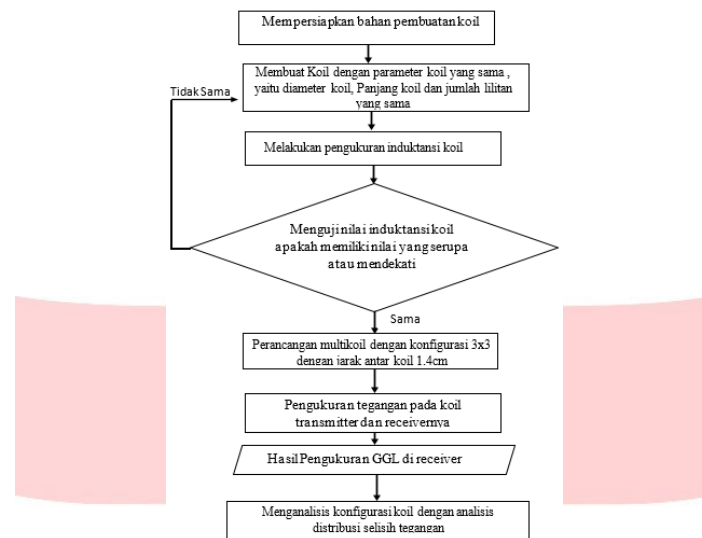 Mempersiapkan bahan pembuatan koil
Membuat Koil dengan parameter koil yang sama ,
yaitu diameter koil, Panjang koil dan jumlah lilitan
yang sama
Tidak Sama
Melakukan pengukuran induktansi koil
Menguji nilai induktansi koil
apakah memiliki nilai yang serupa
atau mendekati
Sama
Perancangan multikoil dengan konfigurasi 3x3
dengan jarak antar koil 1.4cm
Pengukuran tegangan pada koil
transmitter dan receivernya
Hasil Pengukuran GGL di receiver
Menganalisis konfigurasi koil dengan analisis
distribusi selisih tegangan